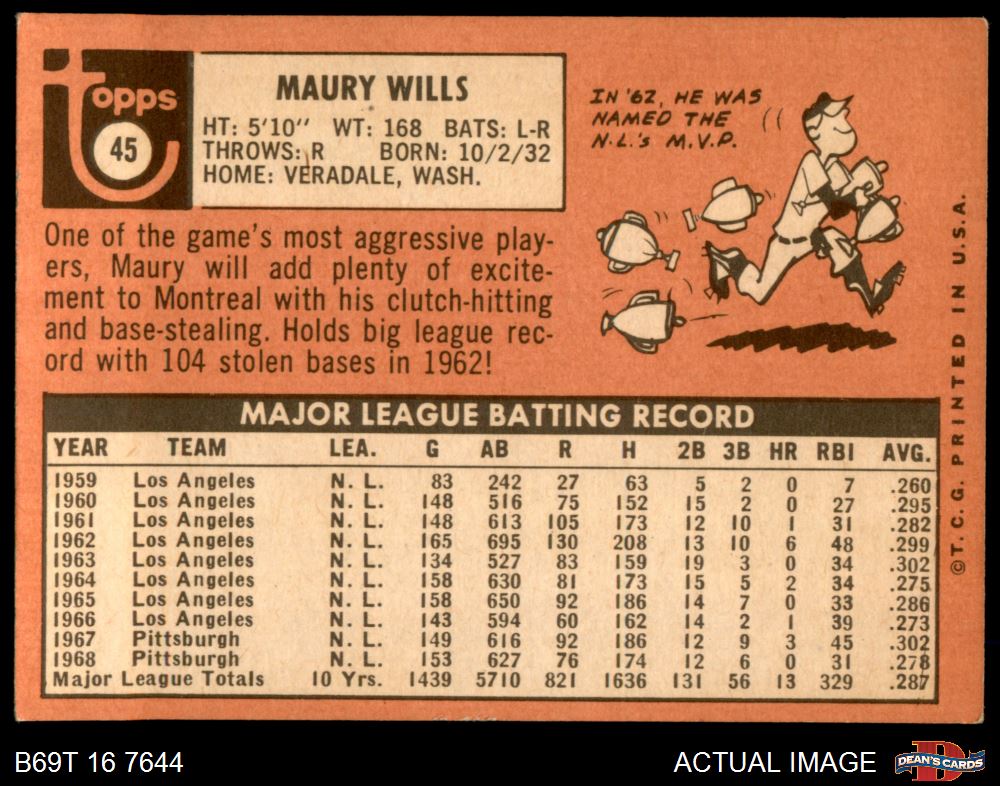 topps
45
MAURY WILLS
HT: 5'10" WT: 168 BATS: L-R
THROWS: R BORN: 10/2/32
HOME: VERADALE, WASH.
IN '62, HE WAS
NAMED THE
N.L.'s M.V.P.
One of the game's most aggressive play-
ers, Maury will add plenty of excite-
ment to Montreal with his clutch-hitting
and base-stealing. Holds big league rec-
ord with 104 stolen bases in 1962!
MAJOR LEAGUE BATTING RECORD
YEAR TEAM LEA. G AB R H 2B 3B HR RBI AVG.
1959 Los Angeles N. L. 83 242 27 63 5 2 0 7 .260
1960 Los Angeles N. L. 148 516 75 152 15 2 0 27 .295
1961 Los Angeles N. L. 148 613 105 173 12 10 1 31 .282
1962 Los Angeles N. L. 165 695 130 208 13 10 6 48 .299
1963 Los Angeles N. L. 134 527 83 159 19 3 0 34 .302
1964 Los Angeles N. L. 158 630 81 173 15 5 2 34 .275
1965 Los Angeles N. L. 158 650 92 186 14 7 0 33 .286
1966 Los Angeles N. L. 143 594 60 162 14 2 1 39 .273
1967 Pittsburgh N. L. 149 616 92 186 12 9 3 45 .302
1968 Pittsburgh N. L. 153 627 76 174 12 6 0 31 .278
Major League Totals 10 Yrs. 1439 5710 821 1636 131 56 13 329 .287
©T. C. G. PRINTED IN U.S.A.
B69T 16 7644
ACTUAL IMAGE
DEAN'S CARDS